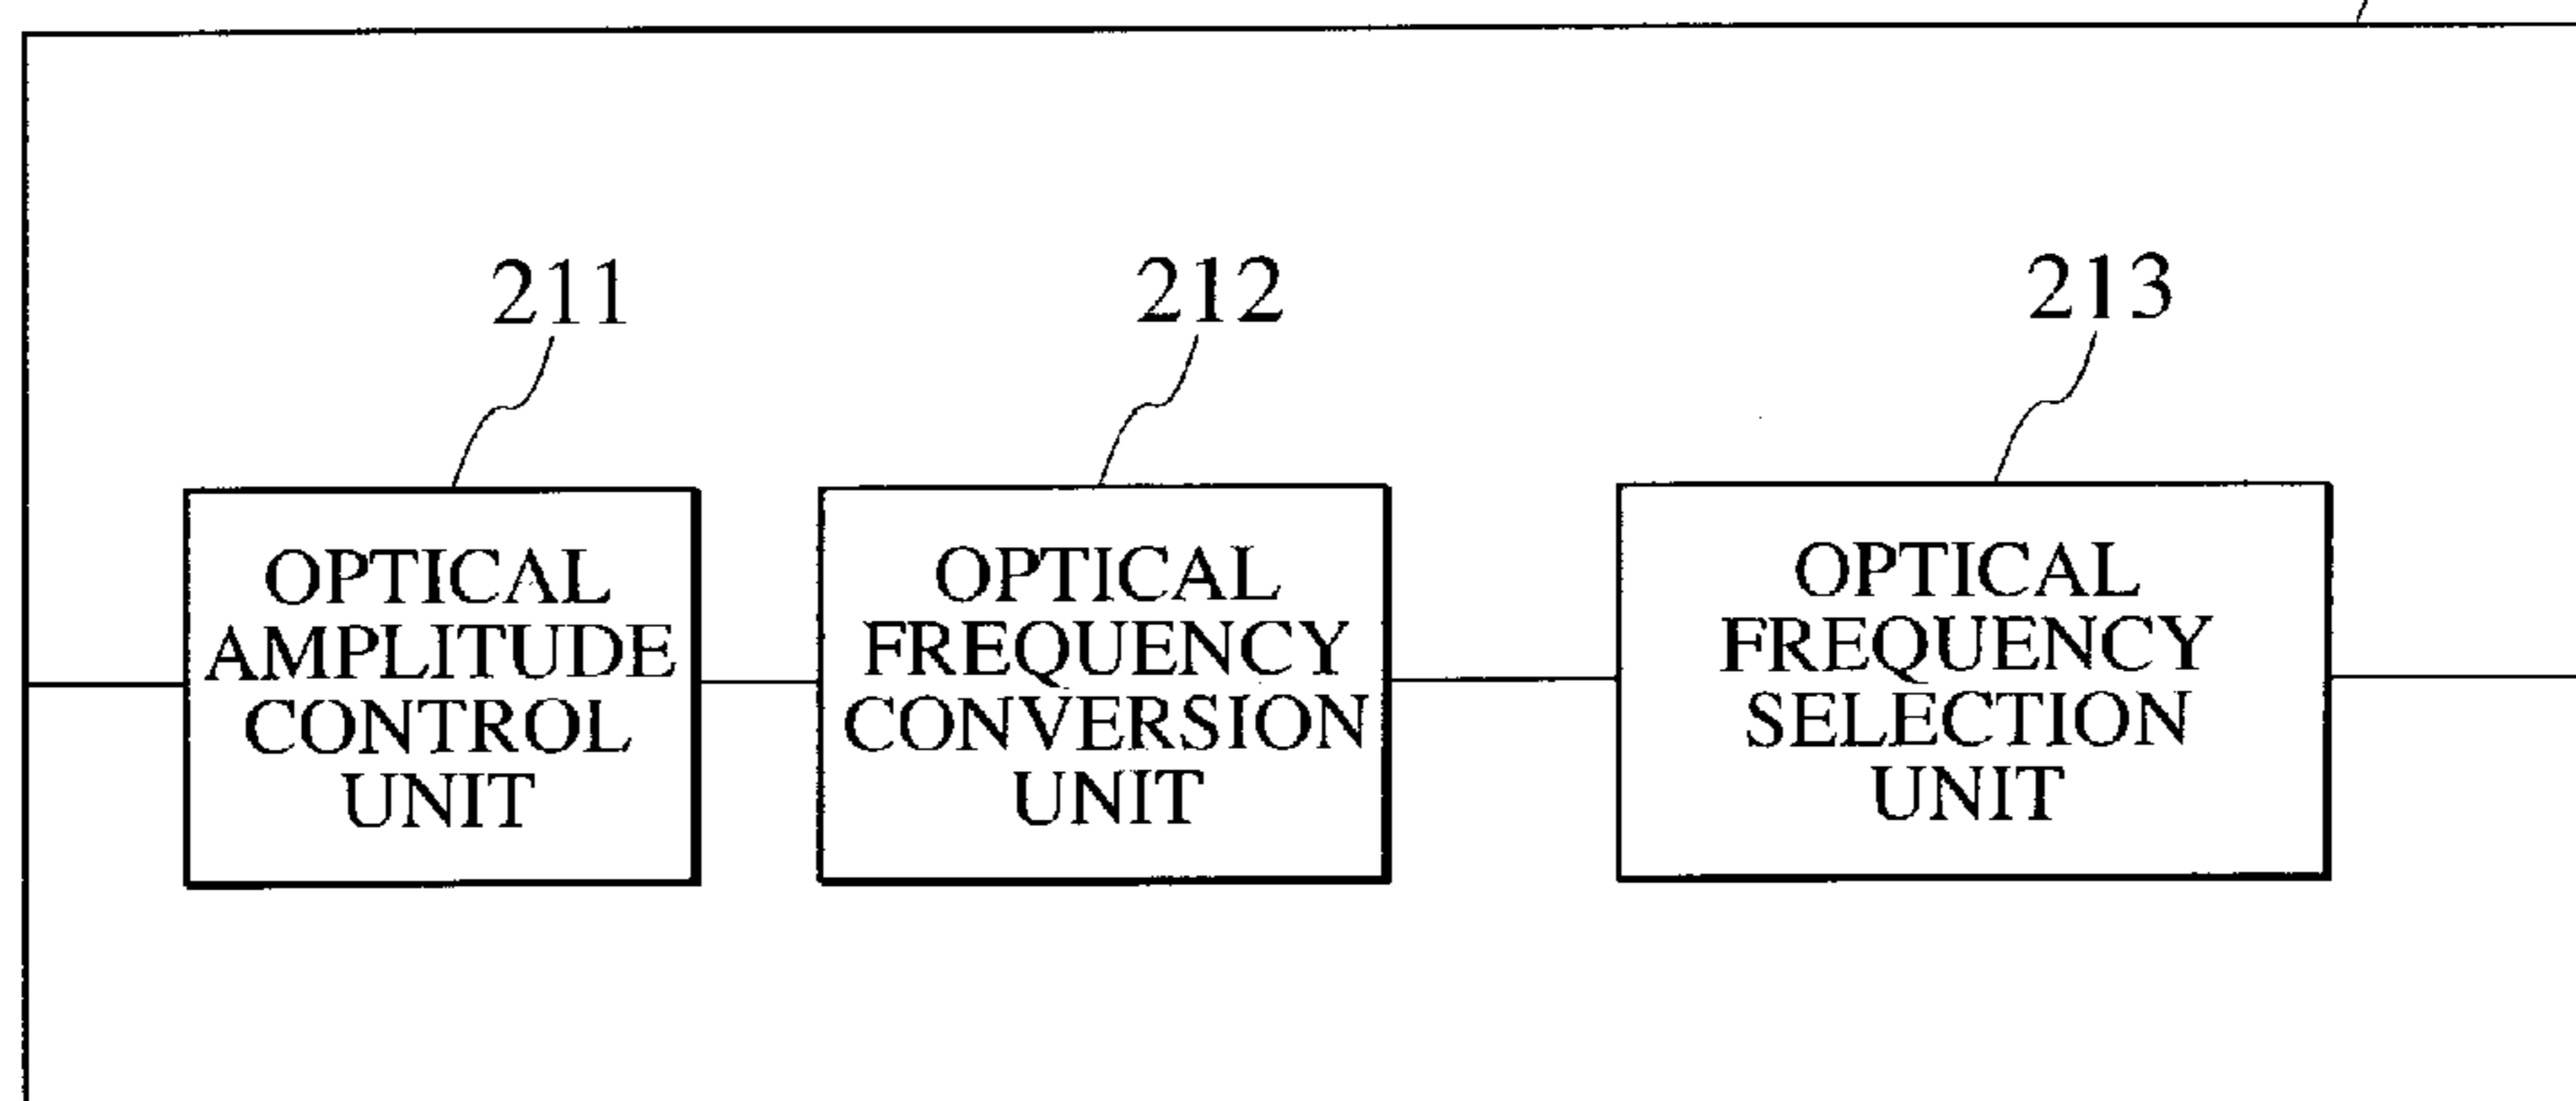 211
212
213
OPTICAL
AMPLITUDE
CONTROL
UNIT
OPTICAL
FREQUENCY
CONVERSION
UNIT
OPTICAL
FREQUENCY
SELECTION
UNIT